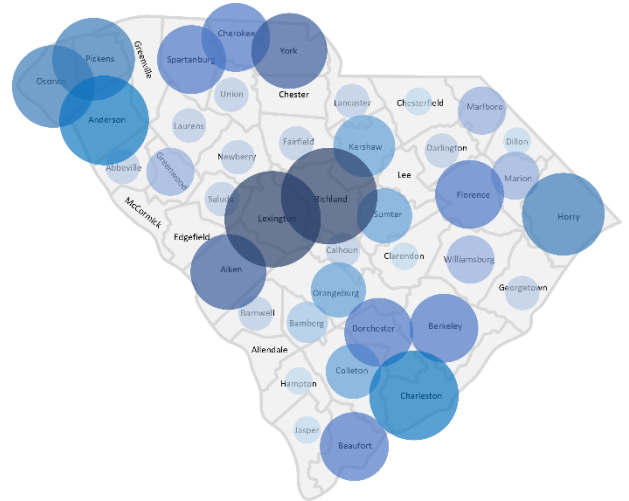 Cherokee
York
Greenville
Pickens
Spartanburg
Oconee
Union
Chester
Lancaster
Chesterfield
Marlboro
Anderson
Laurens
Fairfield
Kershaw
Darlington
Dillon
Newberry
Abbeville
Greenwood
Lee
Marion
Saluda
Richland
Florence
McCormick
Lexington
Sumter
Horry
Edgefield
Calhoun
Clarendon
Williamsburg
Aiken
Orangeburg
Georgetown
Barnwell
Bamberg
Dorchester
Berkeley
Allendale
Colleton
Hampton
Charleston
Jasper
Beaufort